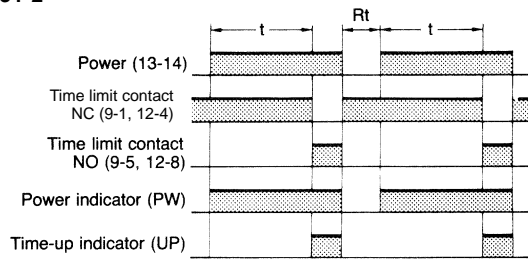 Rt
t
t
Power (13-14)
Time limit contact
NC (9-1, 12-4)
Time limit contact
NO (9-5, 12-8)
Power indicator (PW)
Time-up indicator (UP)